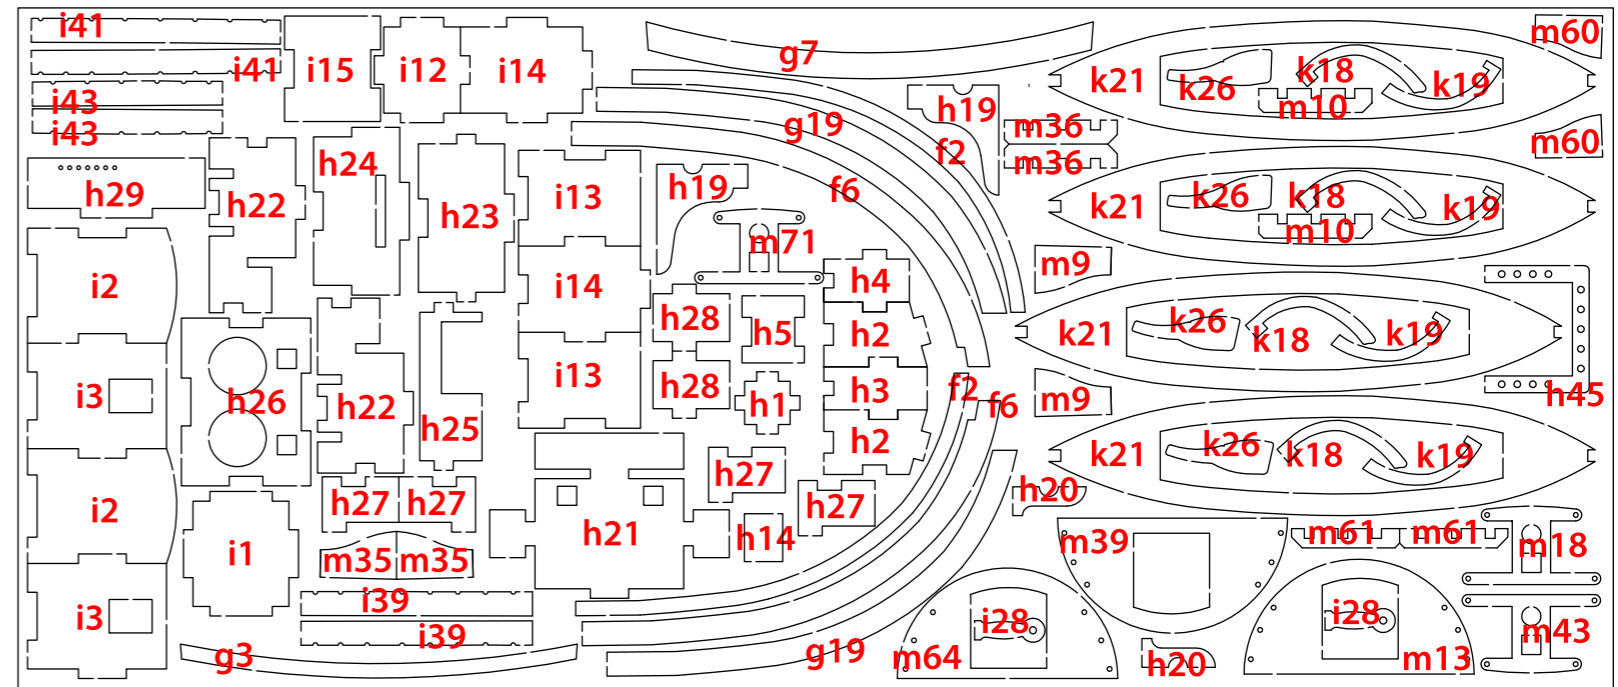 i41
i41
i43
i43
i15
i12
i14
g7
k21
k26
k18
k19
m10
m60
h29
h22
h24
h23
i13
g19
f2
f6
h19
m36
m36
h19
m71
m60
k21
k26
k18
k19
m10
i2
i3
i2
i3
h26
h22
h25
i14
i13
h28
h28
h5
h1
h4
h2
h3
h2
f2
f6
m9
m9
k21
k26
k18
k19
h45
k21
k26
k18
k19
i1
h27
h27
m35
m35
i39
i39
g3
h21
h27
h27
h14
g19
h20
m39
m61
m61
m18
m43
m64
i28
h20
i28
m13